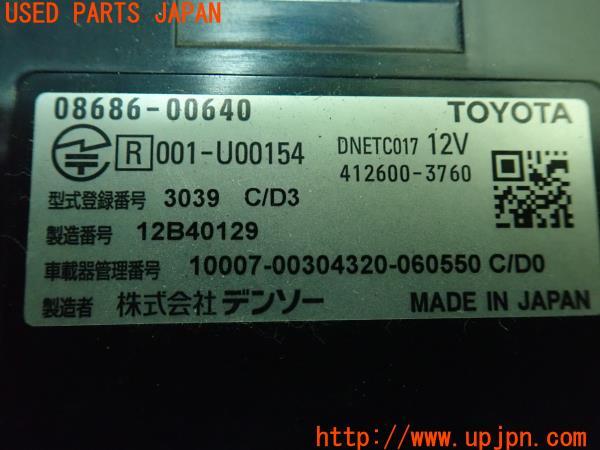 USED PARTS JAPAN
08686-00640 TOYOTA
R 001-U00154 DNETC017 12V
412600-3760
型式登録番号 3039 C/D3
製造番号 12B40129
車載器管理番号 10007-00304320-060550 C/D0
製造者 株式会社 デンソー MADE IN JAPAN
UPJ http://www.upjpn.com/